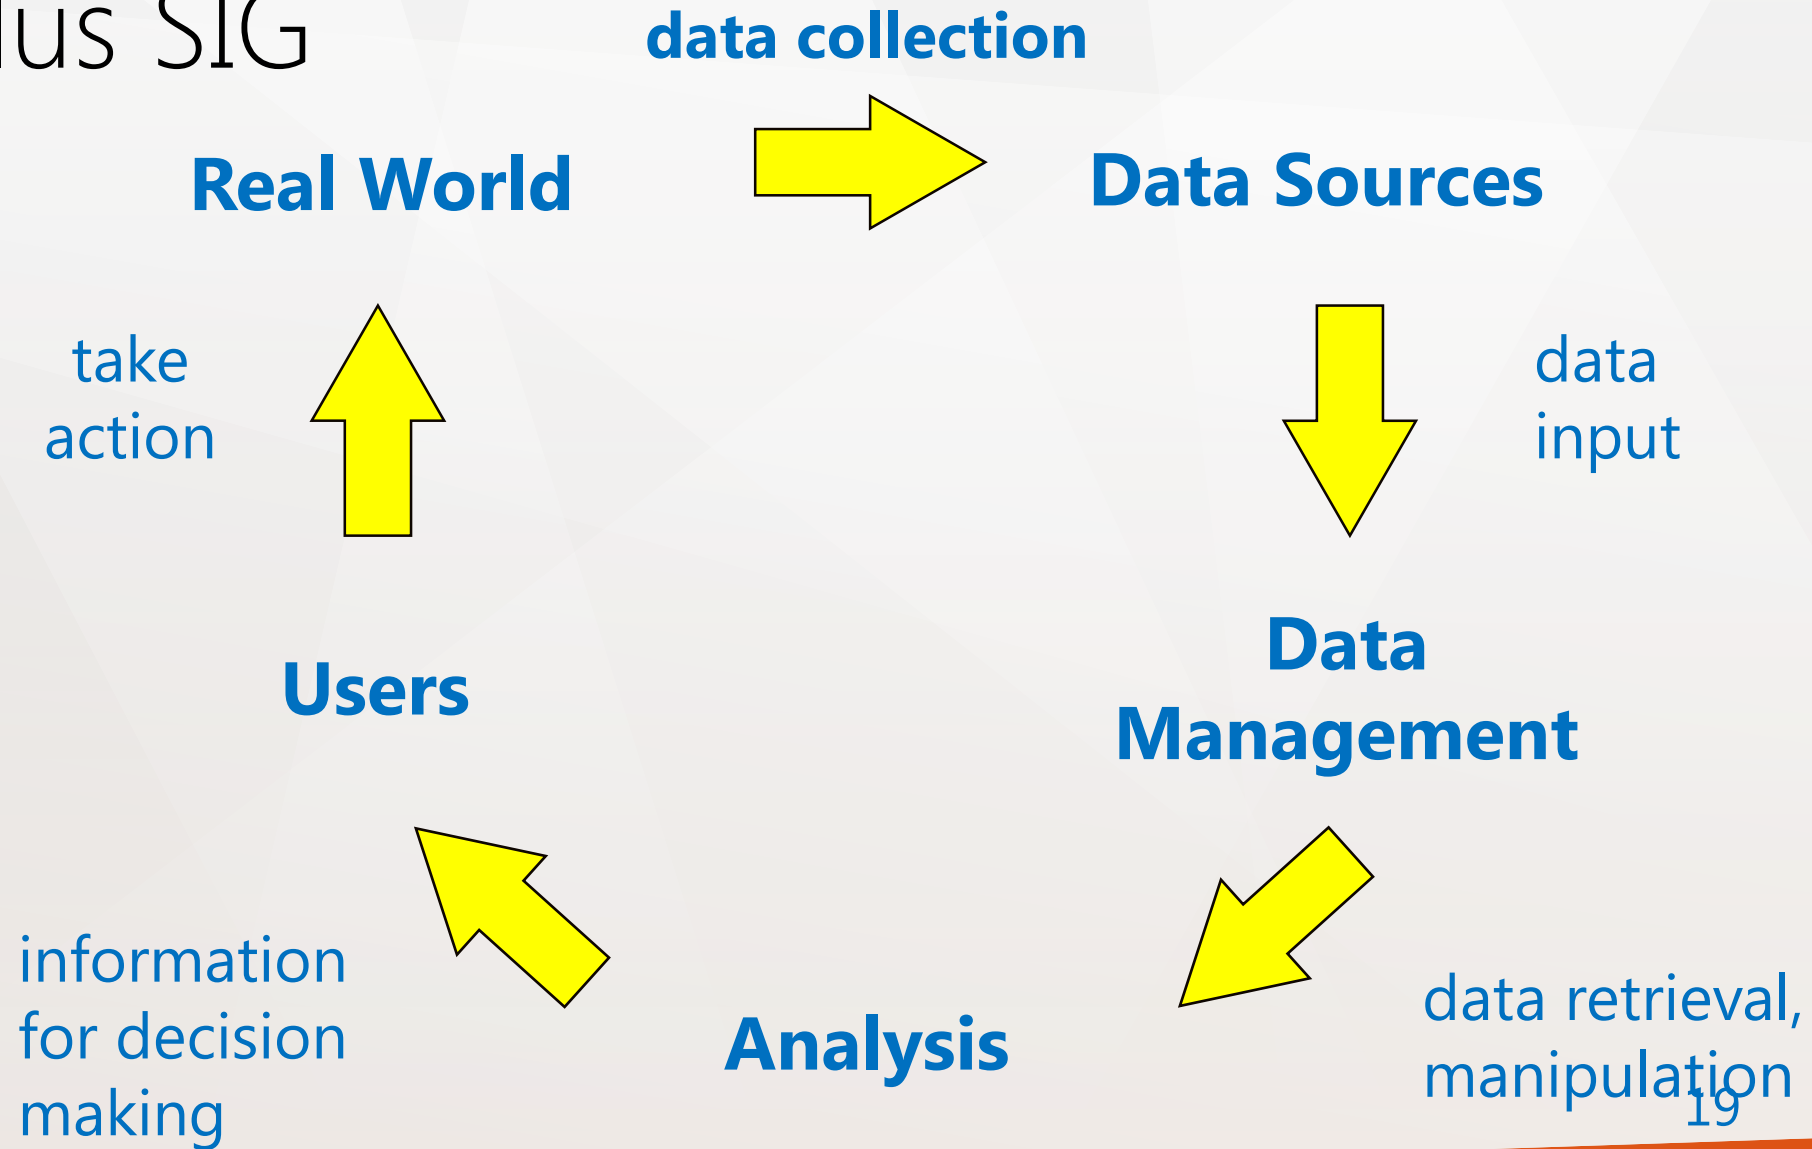 lus SIG
data collection
Real World
Data Sources
take
action
data
input
Users
Data
Management
information
for decision
making
Analysis
data retrieval,
manipulation
19